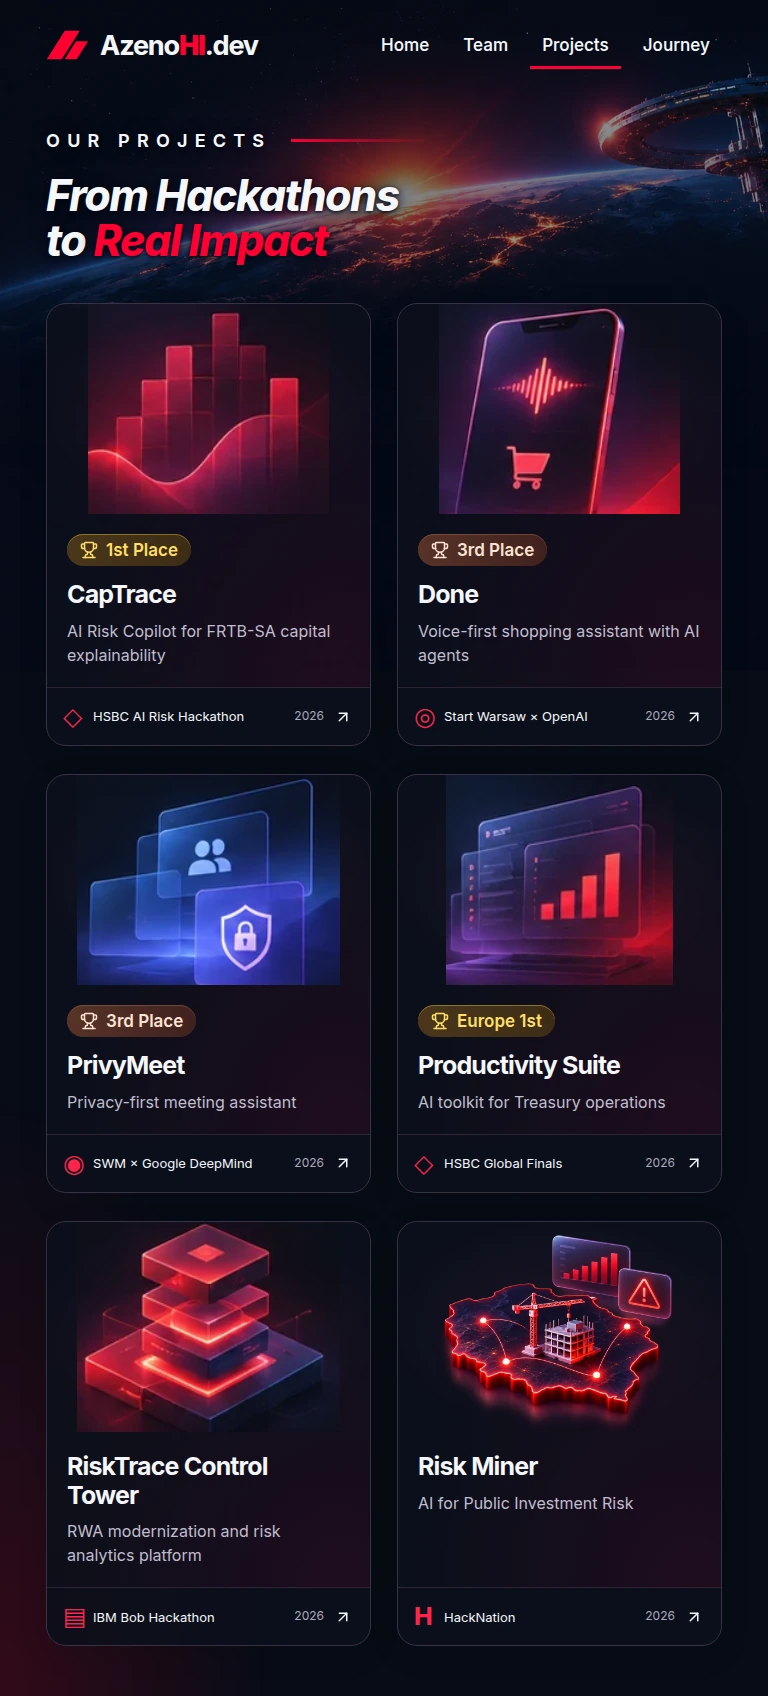 AzenoHI.dev
Home Team Projects Journey
OUR PROJECTS
From Hackathons
to Real Impact
1st Place
CapTrace
AI Risk Copilot for FRTB-SA capital
explainability
HSBC AI Risk Hackathon 2026
3rd Place
Done
Voice-first shopping assistant with AI
agents
Start Warsaw × OpenAI 2026
3rd Place
PrivyMeet
Privacy-first meeting assistant
SWM × Google DeepMind 2026
Europe 1st
Productivity Suite
AI toolkit for Treasury operations
HSBC Global Finals 2026
RiskTrace Control
Tower
RWA modernization and risk
analytics platform
IBM Bob Hackathon 2026
Risk Miner
AI for Public Investment Risk
H HackNation 2026